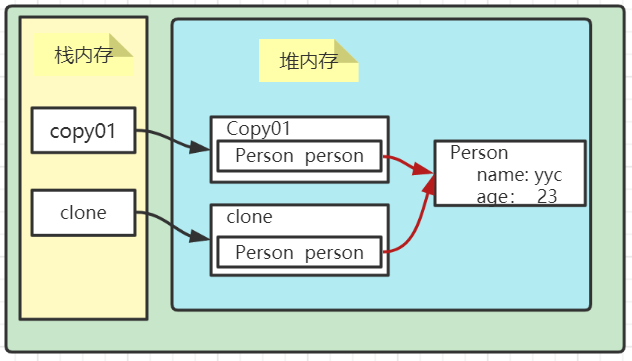 栈内存
堆内存
copy01
Copy01
Person person
Person
name: yyc
age: 23
clone
clone
Person person